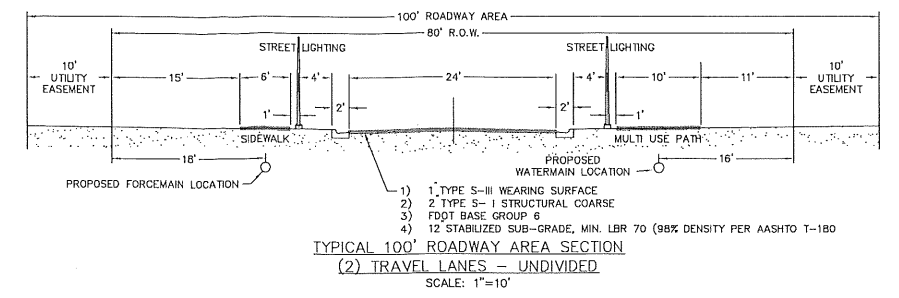 100' ROADWAY AREA
80' R.O.W.
STREET LIGHTING
STREET LIGHTING
10'
UTILITY
EASEMENT
15'
6'
4'
24'
4'
10'
11'
10'
UTILITY
EASEMENT
1'
2'
2'
1'
SIDEWALK
MULTI USE PATH
18'
PROPOSED
WATERMAIN LOCATION
16'
PROPOSED FORCEMAIN LOCATION
1) 1" TYPE S-III WEARING SURFACE
2) 2" TYPE S- I STRUCTURAL COARSE
3) FDOT BASE GROUP 6
4) 12" STABILIZED SUB-GRADE, MIN. LBR 70 (98% DENSITY PER AASHTO T-180
TYPICAL 100' ROADWAY AREA SECTION
(2) TRAVEL LANES - UNDIVIDED
SCALE: 1"=10'